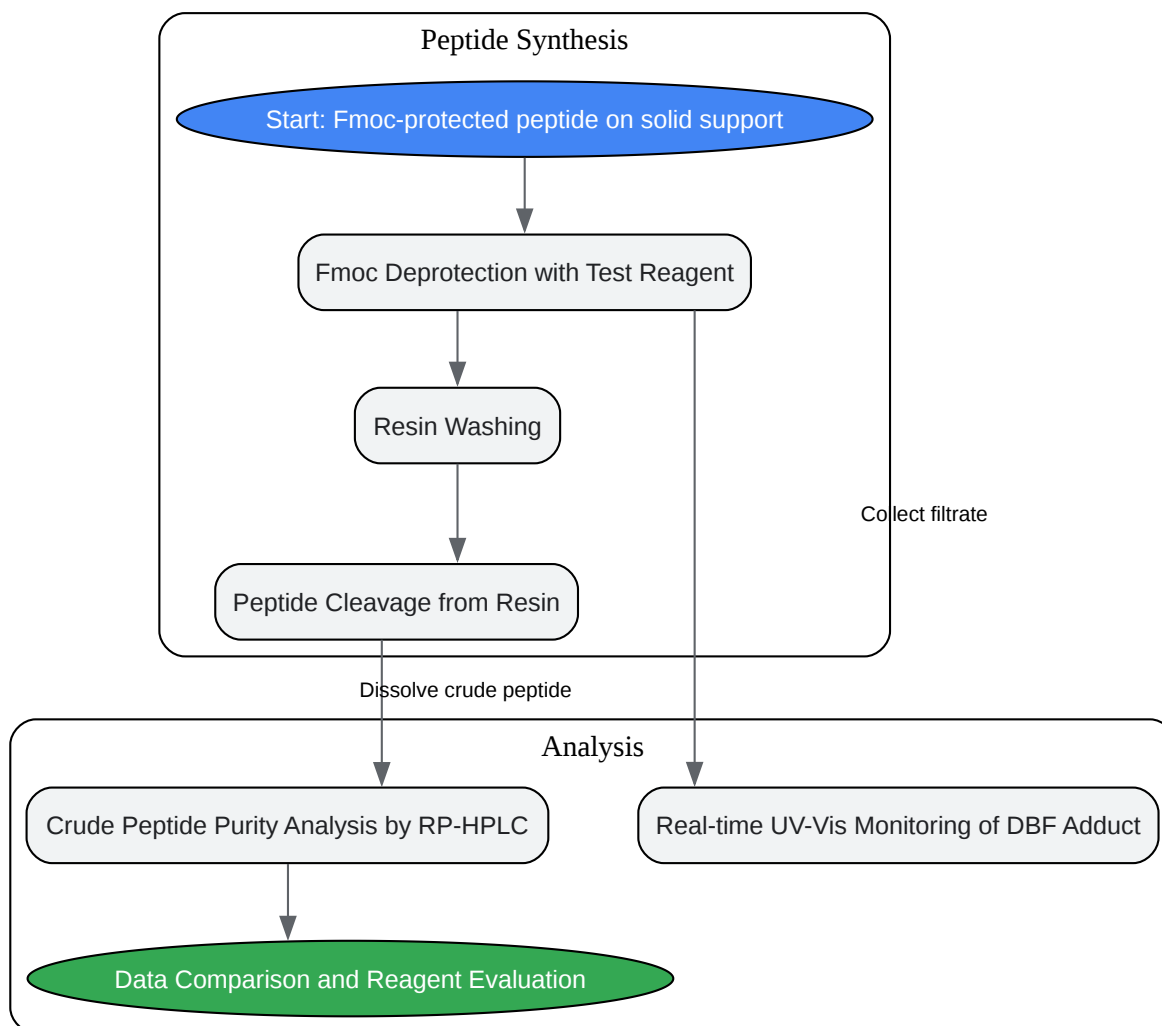 Peptide Synthesis
Start: Fmoc-protected peptide on solid support
Fmoc Deprotection with Test Reagent
Resin Washing
Collect filtrate
Peptide Cleavage from Resin
Dissolve crude peptide
Analysis
Crude Peptide Purity Analysis by RP-HPLC
Real-time UV-Vis Monitoring of DBF Adduct
Data Comparison and Reagent Evaluation